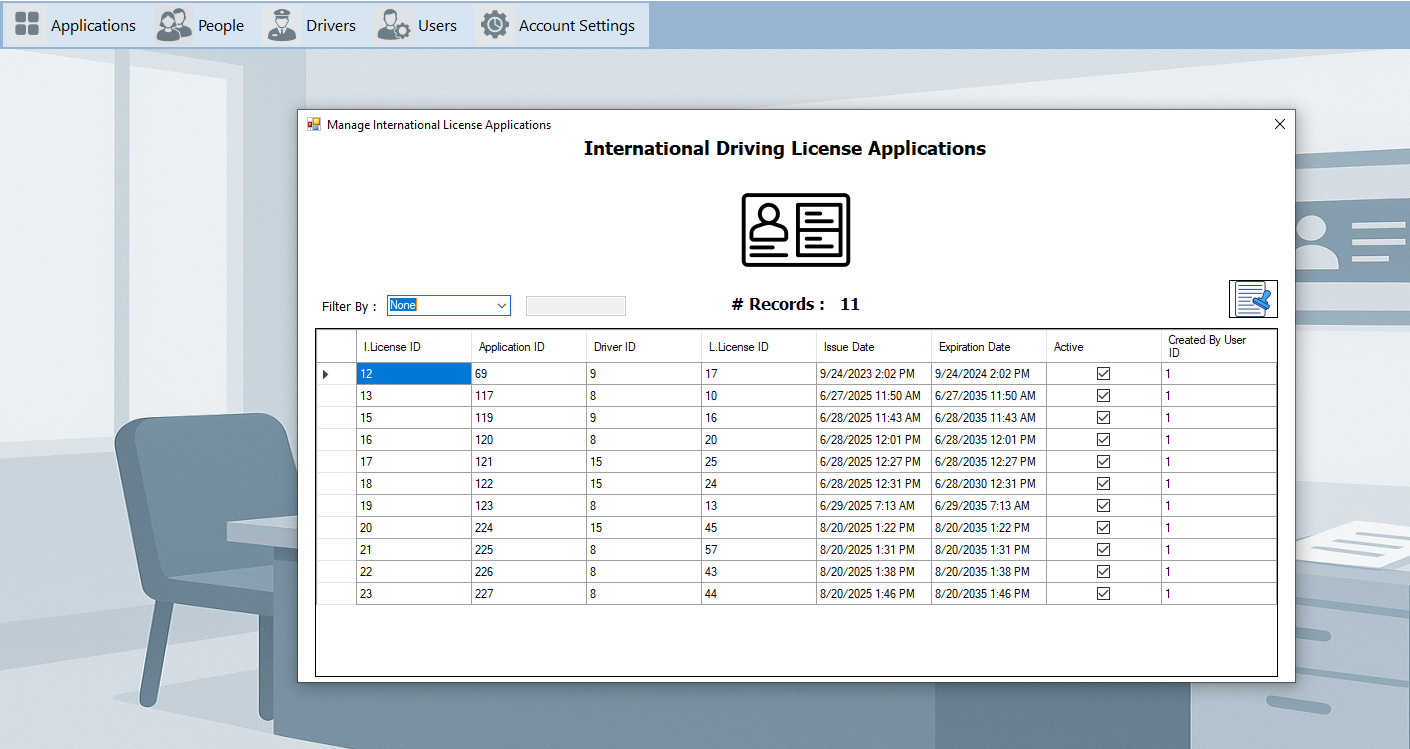 Applications People Drivers Users Account Settings
Manage International License Applications
International Driving License Applications
Filter By : None # Records : 11
I.License ID Application ID Driver ID L.License ID Issue Date Expiration Date Active Created By User
ID
12 69 9 17 9/24/2023 2:02 PM 9/24/2024 2:02 PM 1
13 117 8 10 6/27/2025 11:50 AM 6/27/2035 11:50 AM 1
15 119 9 16 6/28/2025 11:43 AM 6/28/2035 11:43 AM 1
16 120 8 20 6/28/2025 12:01 PM 6/28/2035 12:01 PM 1
17 121 15 25 6/28/2025 12:27 PM 6/28/2035 12:27 PM 1
18 122 15 24 6/28/2025 12:31 PM 6/28/2030 12:31 PM 1
19 123 8 13 6/29/2025 7:13 AM 6/29/2035 7:13 AM 1
20 224 15 45 8/20/2025 1:22 PM 8/20/2035 1:22 PM 1
21 225 8 57 8/20/2025 1:31 PM 8/20/2035 1:31 PM 1
22 226 8 43 8/20/2025 1:38 PM 8/20/2035 1:38 PM 1
23 227 8 44 8/20/2025 1:46 PM 8/20/2035 1:46 PM 1